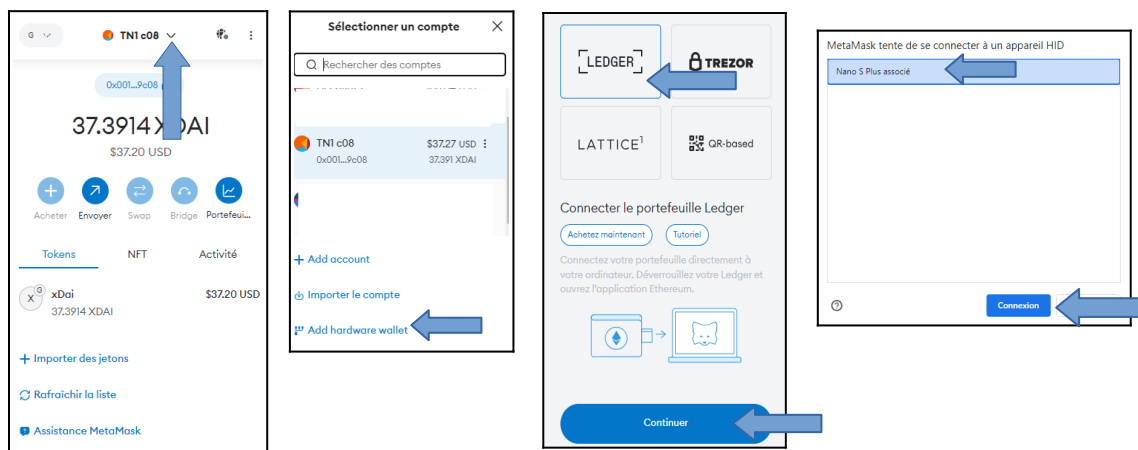 G
TN1 c08
0x001...9c08
37.3914 XDAI
$37.20 USD
Acheter
Envoyer
Swap
Bridge
Portefeui...
Tokens
NFT
Activité
X
G
xDai
$37.20 USD
37.3914 XDAI
+ Importer des jetons
Rafraîchir la liste
Assistance MetaMask
Sélectionner un compte
Rechercher des comptes
TN1 c08
$37.27 USD
0x001...9c08
37.391 XDAI
+ Add account
Importer le compte
Add hardware wallet
LEDGER
TREZOR
LATTICE1
QR-based
Connecter le portefeuille Ledger
Achetez maintenant
Tutoriel
Connectez votre portefeuille directement à
votre ordinateur. Déverrouillez votre Ledger et
ouvrez l'application Ethereum.
Continuer
MetaMask tente de se connecter à un appareil HID
Nano S Plus associé
Connexion